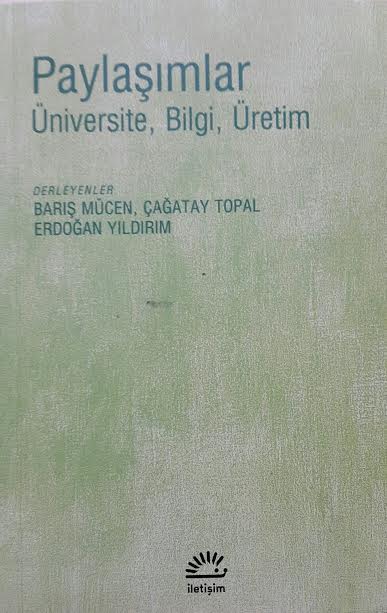 Paylaşımlar
Üniversite, Bilgi, Üretim
DERLEYENLER
BARIŞ MÜCEN, ÇAĞATAY TOPAL
ERDOĞAN YILDIRIM
iletişim